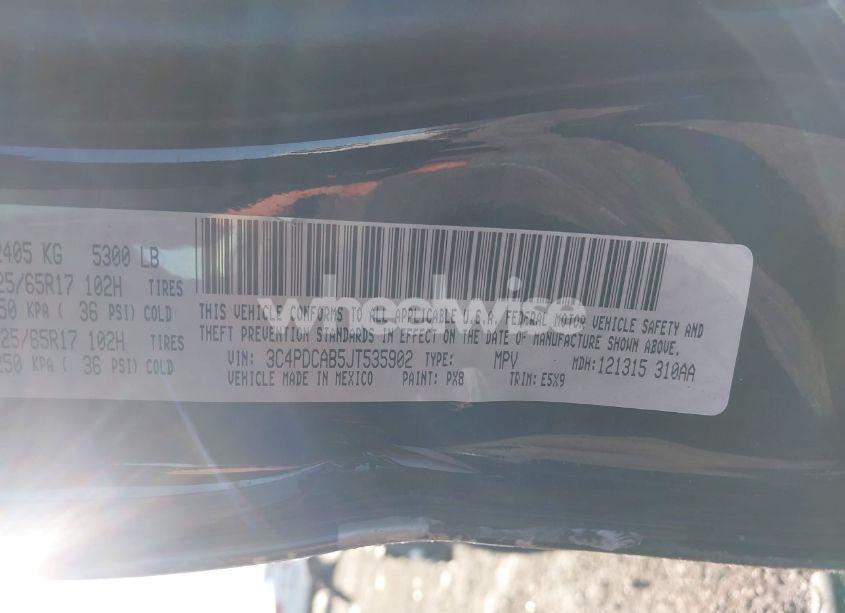 2405 KG 5300 LB
25/65R17 102H TIRES
50 KPA ( 36 PSI) COLD
25/65R17 102H TIRES
250 KPA ( 36 PSI) COLD
THIS VEHICLE CONFORMS TO ALL APPLICABLE U.S.A. FEDERAL MOTOR VEHICLE SAFETY AND
THEFT PREVENTION STANDARDS IN EFFECT ON THE DATE OF MANUFACTURE SHOWN ABOVE.
VIN: 3C4PDCAB5JT535902 TYPE: MPV MDH: 121315 310AA
VEHICLE MADE IN MEXICO PAINT: PX8 TRIM: E5X9
wheelwise